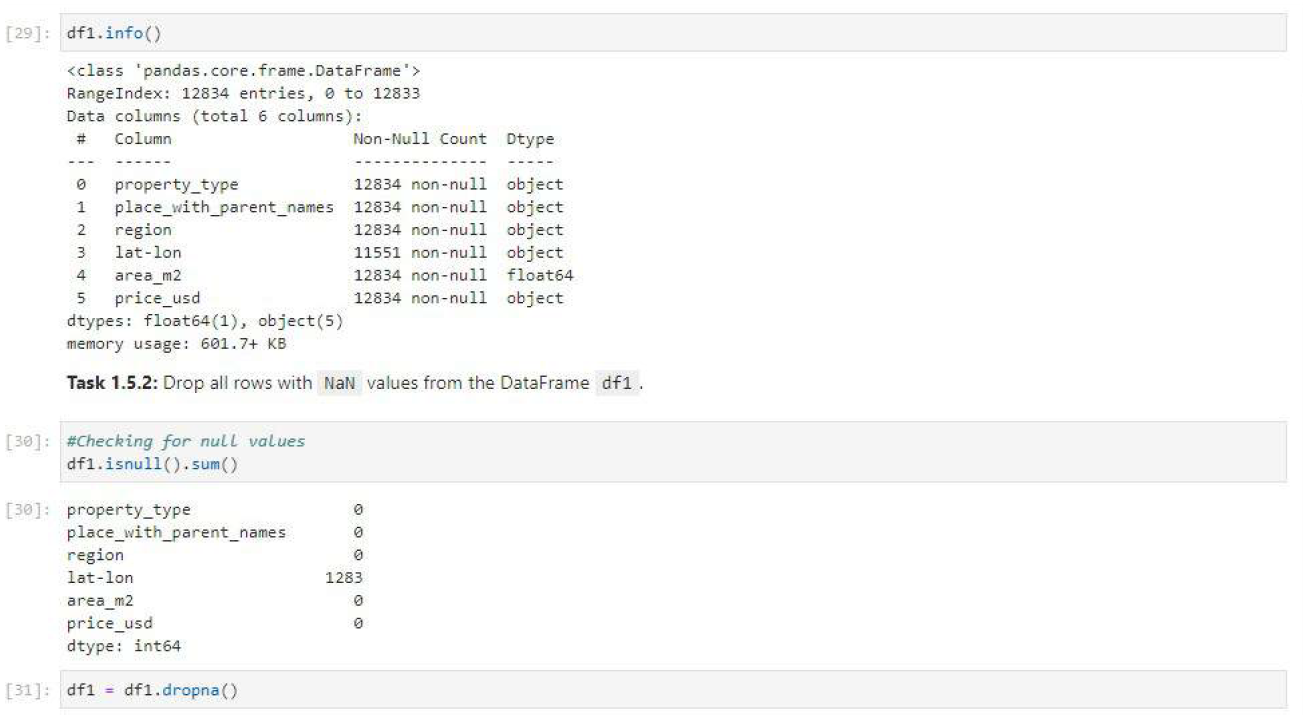 [29]: df1.info()
<class 'pandas.core.frame.DataFrame'>
RangeIndex: 12834 entries, 0 to 12833
Data columns (total 6 columns):
 #   Column                   Non-Null Count  Dtype
---  ------                   --------------  -----
 0   property_type            12834 non-null  object
 1   place_with_parent_names  12834 non-null  object
 2   region                   12834 non-null  object
 3   lat-lon                  11551 non-null  object
 4   area_m2                  12834 non-null  float64
 5   price_usd                12834 non-null  object
dtypes: float64(1), object(5)
memory usage: 601.7+ KB
Task 1.5.2: Drop all rows with NaN values from the DataFrame df1 .
[30]: #Checking for null values
df1.isnull().sum()
[30]: property_type                 0
place_with_parent_names       0
region                        0
lat-lon                    1283
area_m2                       0
price_usd                     0
dtype: int64
[31]: df1 = df1.dropna()